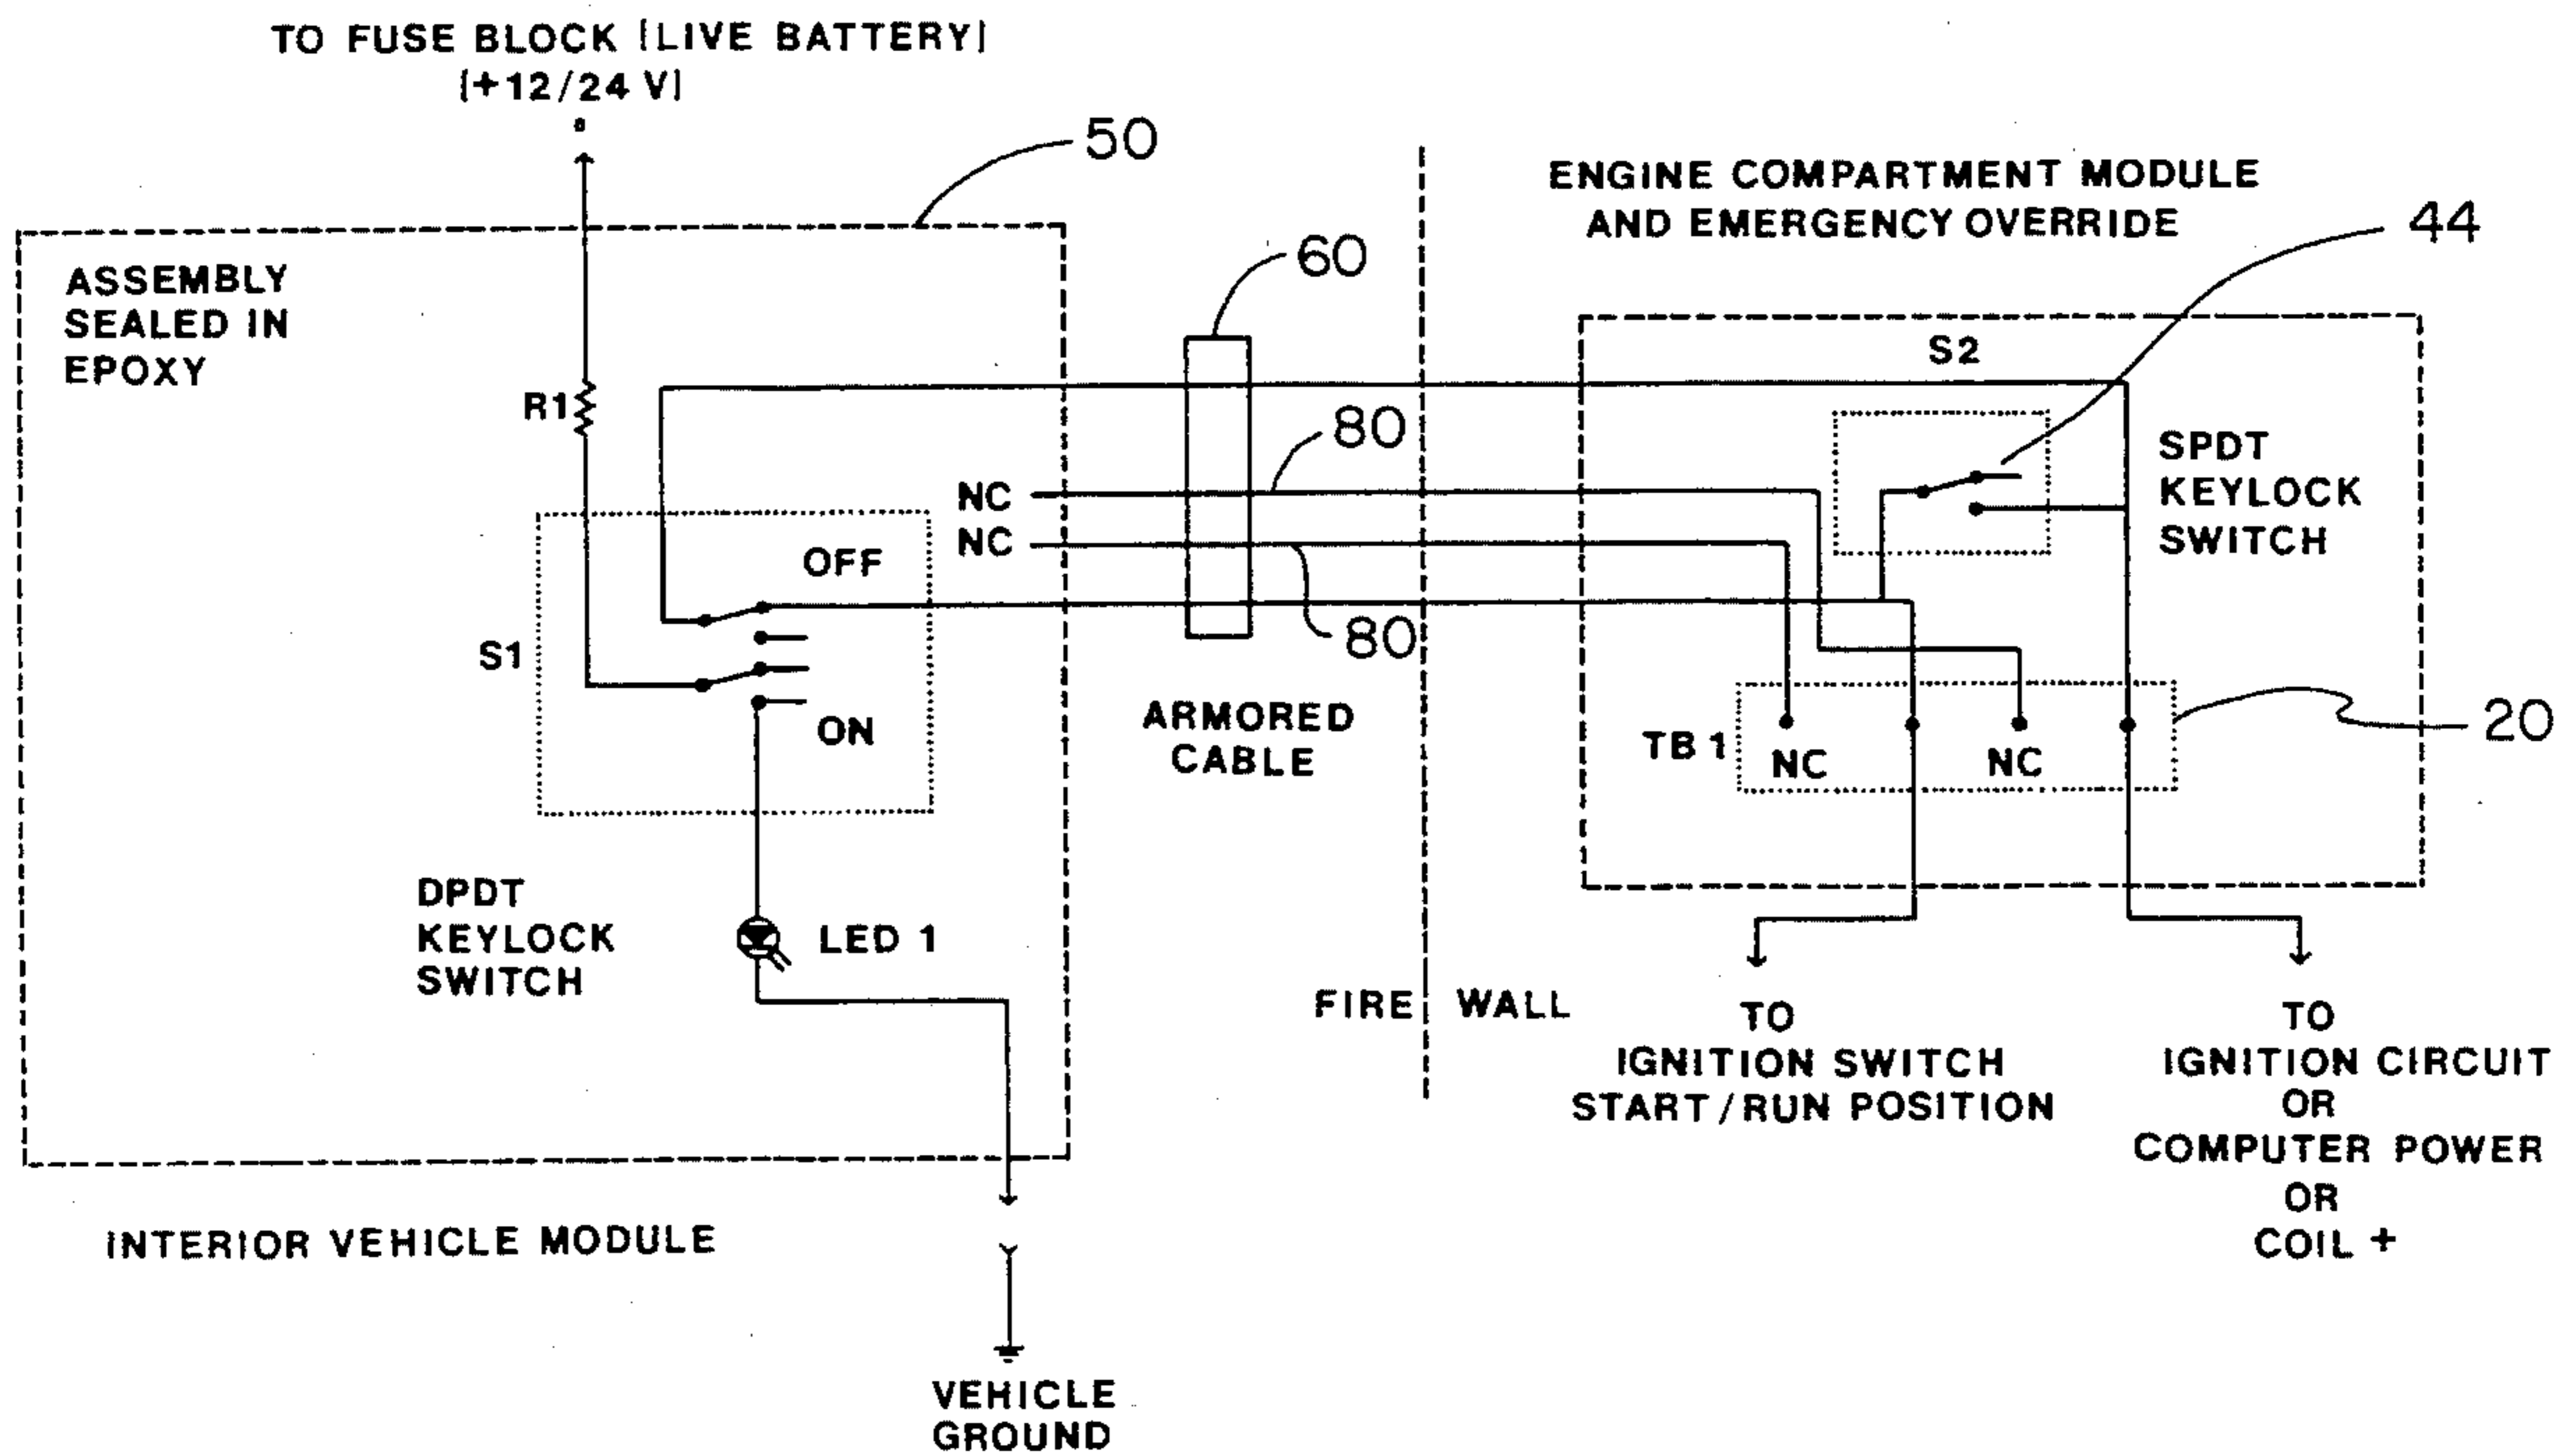 TO FUSE BLOCK [LIVE BATTERY]
[+12/24 V]
50
ENGINE COMPARTMENT MODULE
AND EMERGENCY OVERRIDE
44
60
ASSEMBLY
SEALED IN
EPOXY
S2
R1
80
SPDT
KEYLOCK
SWITCH
NC
NC
OFF
80
S1
ON
ARMORED
CABLE
TB 1
NC
NC
20
DPDT
KEYLOCK
SWITCH
LED 1
FIRE WALL
TO
IGNITION SWITCH
START/RUN POSITION
TO
IGNITION CIRCUIT
OR
COMPUTER POWER
OR
COIL +
INTERIOR VEHICLE MODULE
VEHICLE
GROUND